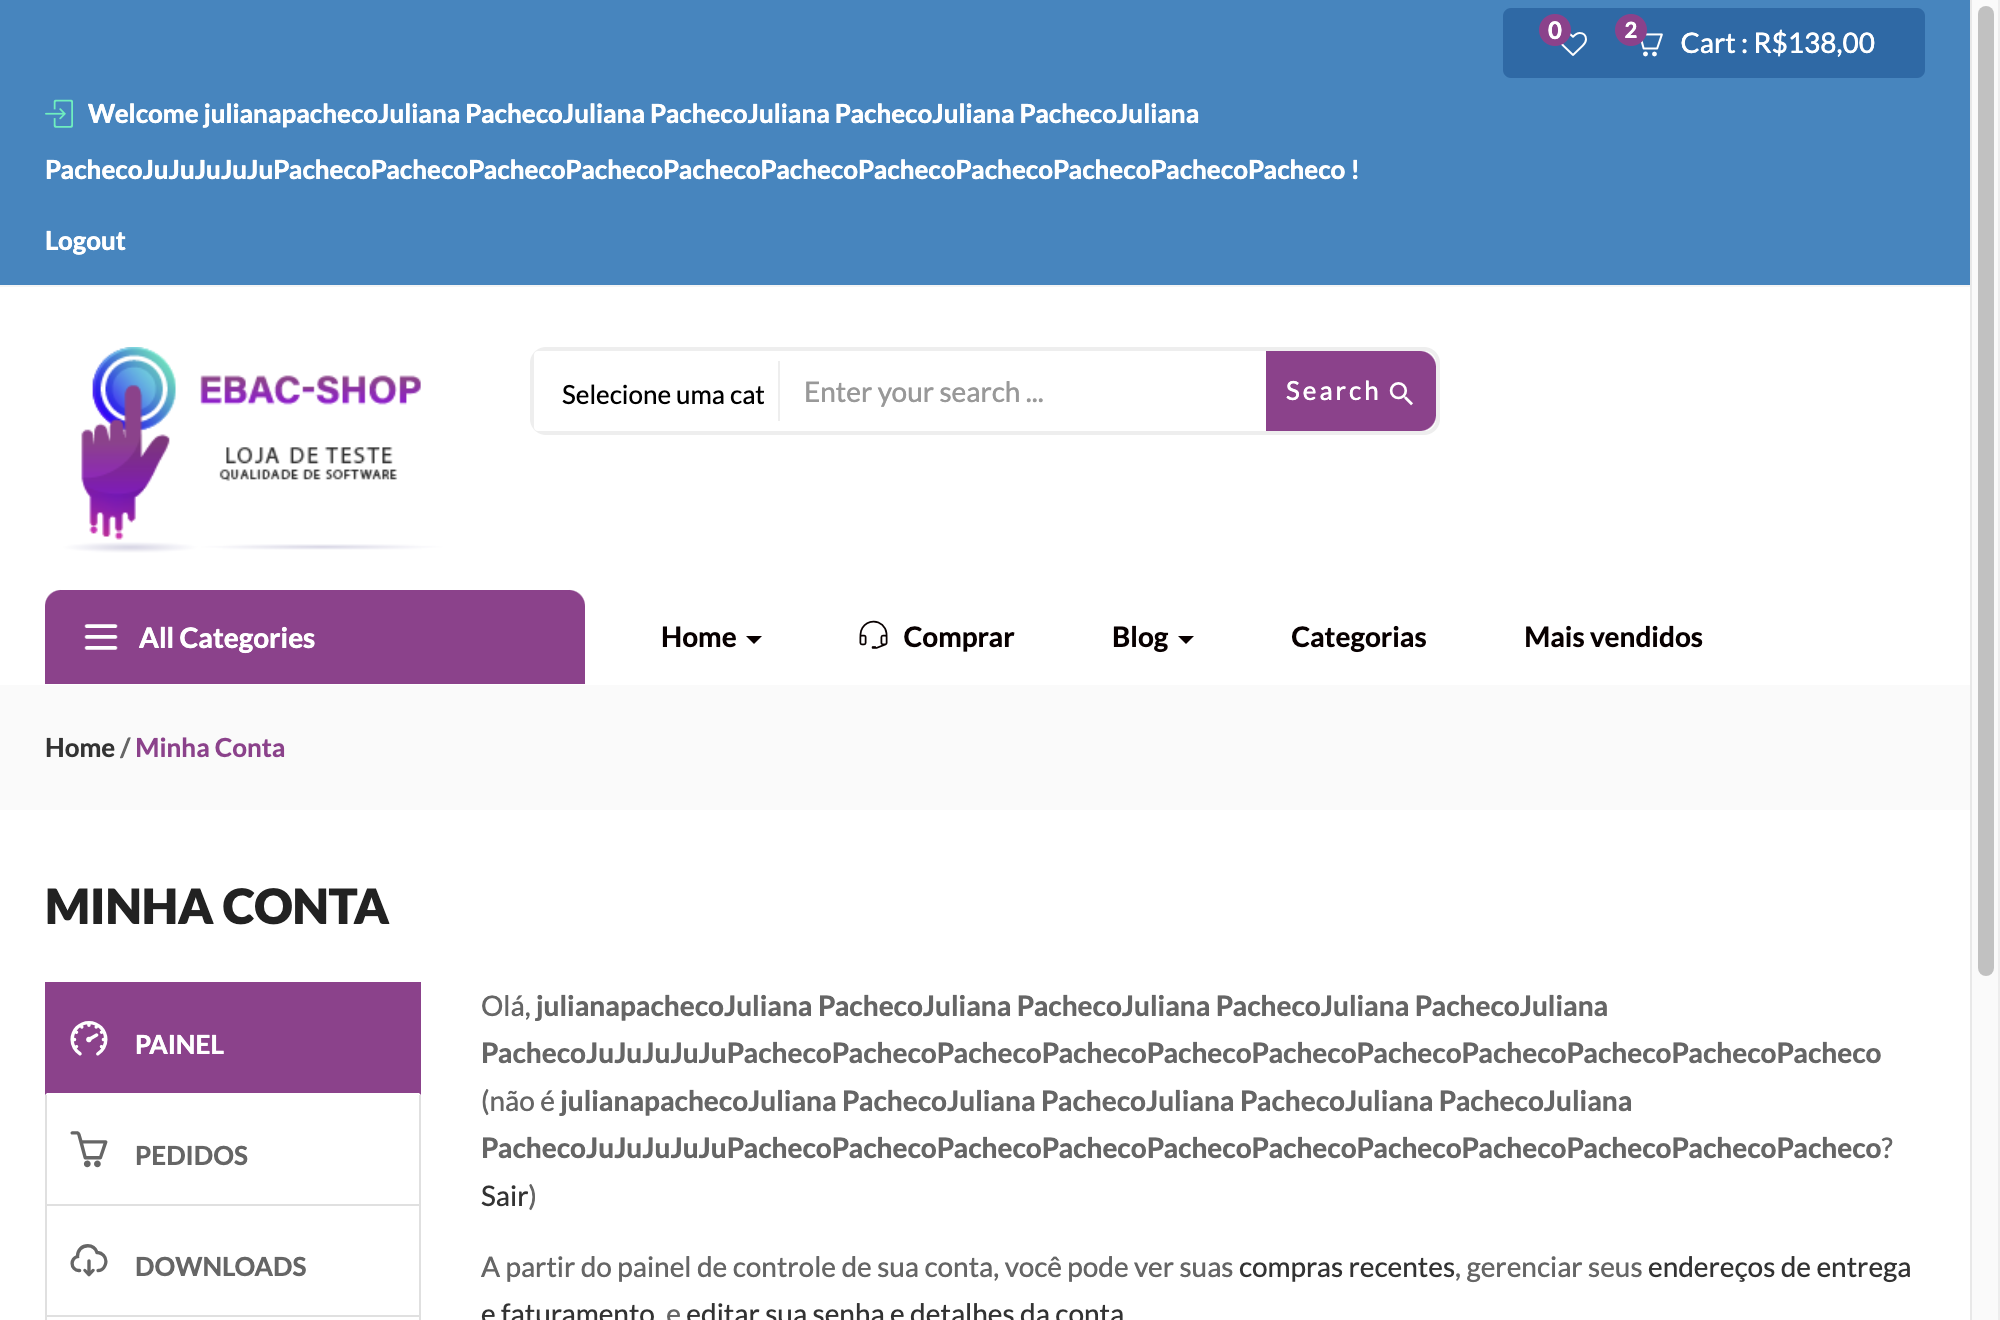 0
2
Cart : R$138,00
Welcome julianapachecoJuliana PachecoJuliana PachecoJuliana PachecoJuliana PachecoJuliana
PachecoJuJuJuJuJuPachecoPachecoPachecoPachecoPachecoPachecoPachecoPachecoPachecoPachecoPacheco !
Logout
EBAC-SHOP
LOJA DE TESTE
QUALIDADE DE SOFTWARE
Selecione uma cat
Enter your search ...
Search
All Categories
Home
Comprar
Blog
Categorias
Mais vendidos
Home / Minha Conta
MINHA CONTA
PAINEL
PEDIDOS
DOWNLOADS
Olá, julianapachecoJuliana PachecoJuliana PachecoJuliana PachecoJuliana PachecoJuliana
PachecoJuJuJuJuJuPachecoPachecoPachecoPachecoPachecoPachecoPachecoPachecoPachecoPachecoPacheco
(não é julianapachecoJuliana PachecoJuliana PachecoJuliana PachecoJuliana PachecoJuliana
PachecoJuJuJuJuJuPachecoPachecoPachecoPachecoPachecoPachecoPachecoPachecoPachecoPachecoPacheco?
Sair)
A partir do painel de controle de sua conta, você pode ver suas compras recentes, gerenciar seus endereços de entrega
e faturamento, e editar sua senha e detalhes da conta.